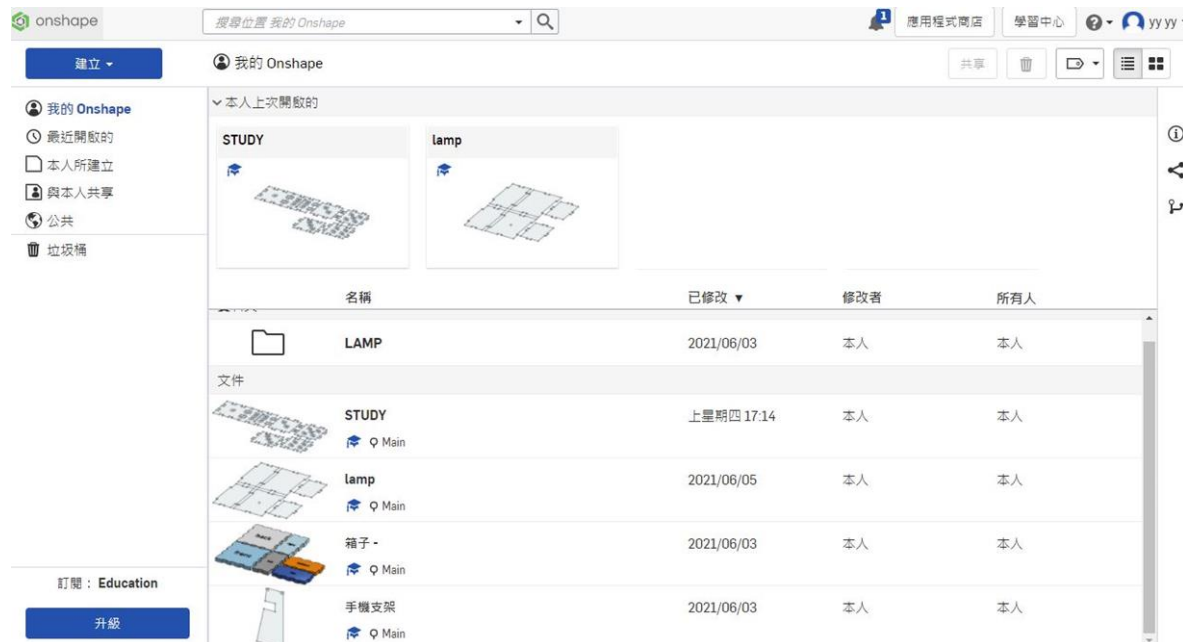 onshape
搜尋位置 我的 Onshape
1
應用程式商店
學習中心
yy yy
建立
我的 Onshape
共享
我的 Onshape
最近開啟的
本人所建立
與本人共享
公共
垃圾桶
本人上次開啟的
STUDY
lamp
名稱
已修改 ▼
修改者
所有人
LAMP
2021/06/03
本人
本人
文件
STUDY
上星期四 17:14
本人
本人
Main
lamp
2021/06/05
本人
本人
Main
箱子 -
2021/06/03
本人
本人
Main
手機支架
2021/06/03
本人
本人
Main
訂閱： Education
升級